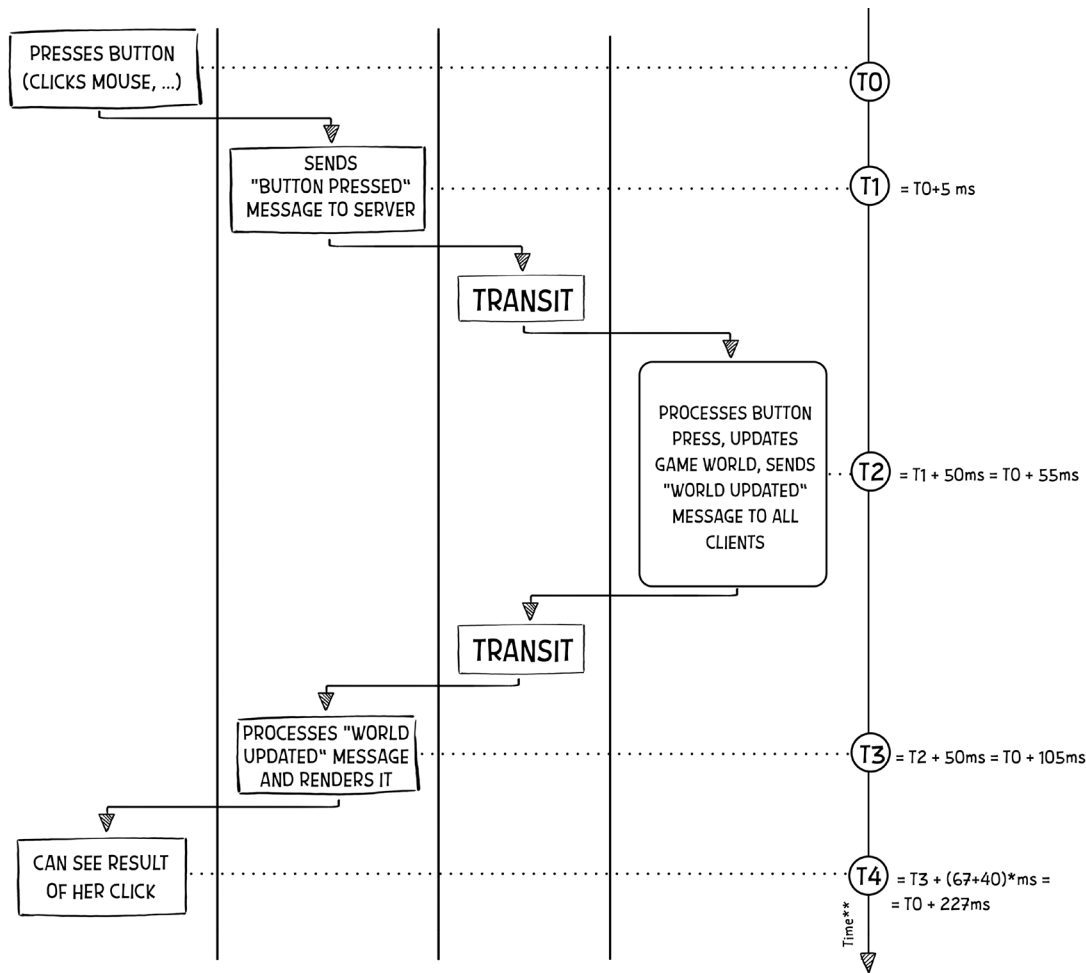 PRESSES BUTTON
(CLICKS MOUSE, ...)
T0
SENDS
"BUTTON PRESSED"
MESSAGE TO SERVER
T1
= T0+5 ms
TRANSIT
PROCESSES BUTTON
PRESS, UPDATES
GAME WORLD, SENDS
"WORLD UPDATED"
MESSAGE TO ALL
CLIENTS
T2
= T1 + 50ms = T0 + 55ms
TRANSIT
PROCESSES "WORLD
UPDATED" MESSAGE
AND RENDERS IT
T3
= T2 + 50ms = T0 + 105ms
CAN SEE RESULT
OF HER CLICK
T4
= T3 + (67+40)*ms =
= T0 + 227ms
Time**